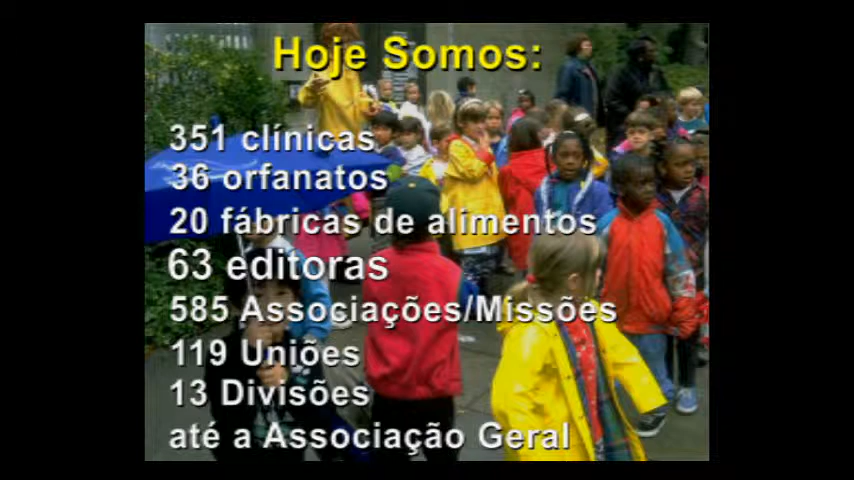 Hoje Somos:
351 clínicas
36 orfanatos
20 fábricas de alimentos
63 editoras
585 Associações/Missões
119 Uniões
13 Divisões
até a Associação Geral